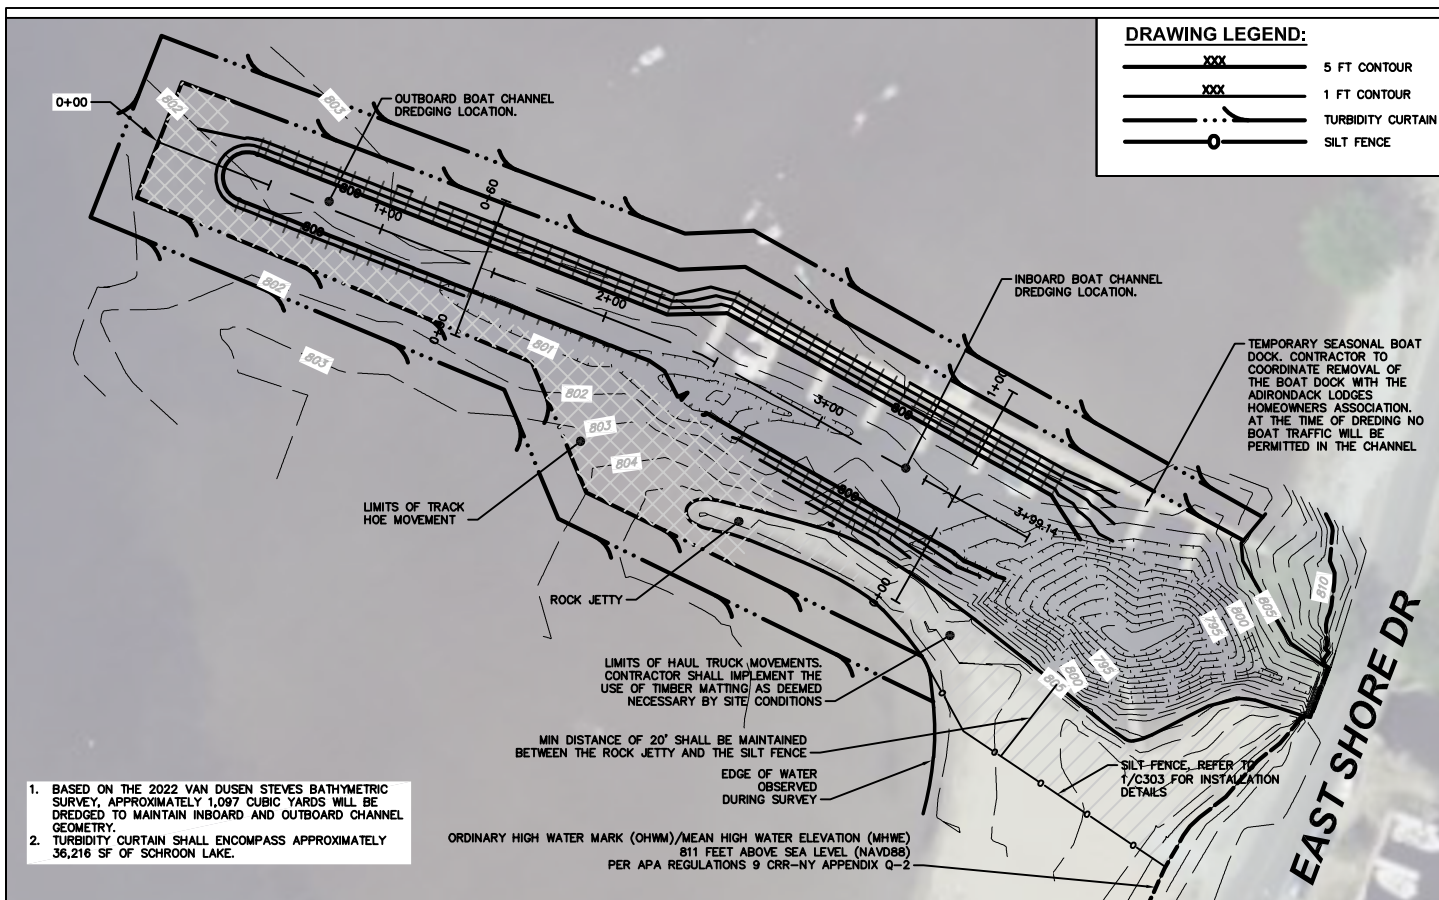 DRAWING LEGEND:
XXX
5 FT CONTOUR
XXX
1 FT CONTOUR
TURBIDITY CURTAIN
O
SILT FENCE
0+00
802
803
OUTBOARD BOAT CHANNEL
DREDGING LOCATION.
808
1+00
0-60
808
802
2+00
0+60
803
801
802
803
804
INBOARD BOAT CHANNEL
DREDGING LOCATION.
TEMPORARY SEASONAL BOAT
DOCK. CONTRACTOR TO
COORDINATE REMOVAL OF
THE BOAT DOCK WITH THE
ADIRONDACK LODGES
HOMEOWNERS ASSOCIATION.
AT THE TIME OF DREDING NO
BOAT TRAFFIC WILL BE
PERMITTED IN THE CHANNEL
1+00
3+00
808
808
3+99.14
LIMITS OF TRACK
HOE MOVEMENT
ROCK JETTY
0+00
810
805
800
795
795
800
805
LIMITS OF HAUL TRUCK MOVEMENTS.
CONTRACTOR SHALL IMPLEMENT THE
USE OF TIMBER MATTING AS DEEMED
NECESSARY BY SITE CONDITIONS
MIN DISTANCE OF 20' SHALL BE MAINTAINED
BETWEEN THE ROCK JETTY AND THE SILT FENCE
EDGE OF WATER
OBSERVED
DURING SURVEY
SILT FENCE, REFER TO
1/C303 FOR INSTALLATION
DETAILS
EAST SHORE DR
ORDINARY HIGH WATER MARK (OHWM)/MEAN HIGH WATER ELEVATION (MHWE)
811 FEET ABOVE SEA LEVEL (NAVD88)
PER APA REGULATIONS 9 CRR-NY APPENDIX Q-2
1. BASED ON THE 2022 VAN DUSEN STEVES BATHYMETRIC
SURVEY, APPROXIMATELY 1,097 CUBIC YARDS WILL BE
DREDGED TO MAINTAIN INBOARD AND OUTBOARD CHANNEL
GEOMETRY.
2. TURBIDITY CURTAIN SHALL ENCOMPASS APPROXIMATELY
36,216 SF OF SCHROON LAKE.